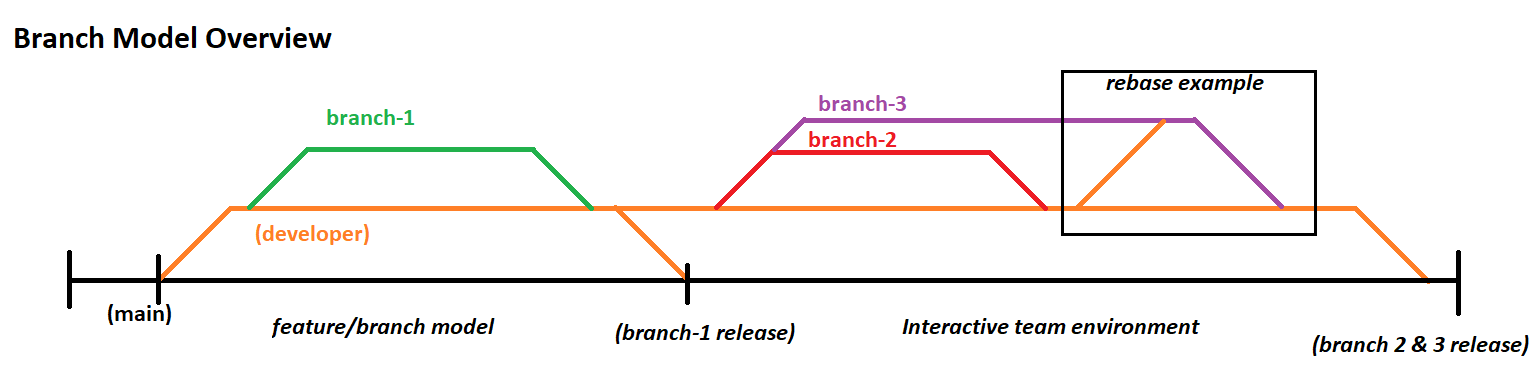 Branch Model Overview
rebase example
branch-3
branch-1
branch-2
(developer)
(main)
feature/branch model
(branch-1 release)
Interactive team environment
(branch 2 & 3 release)